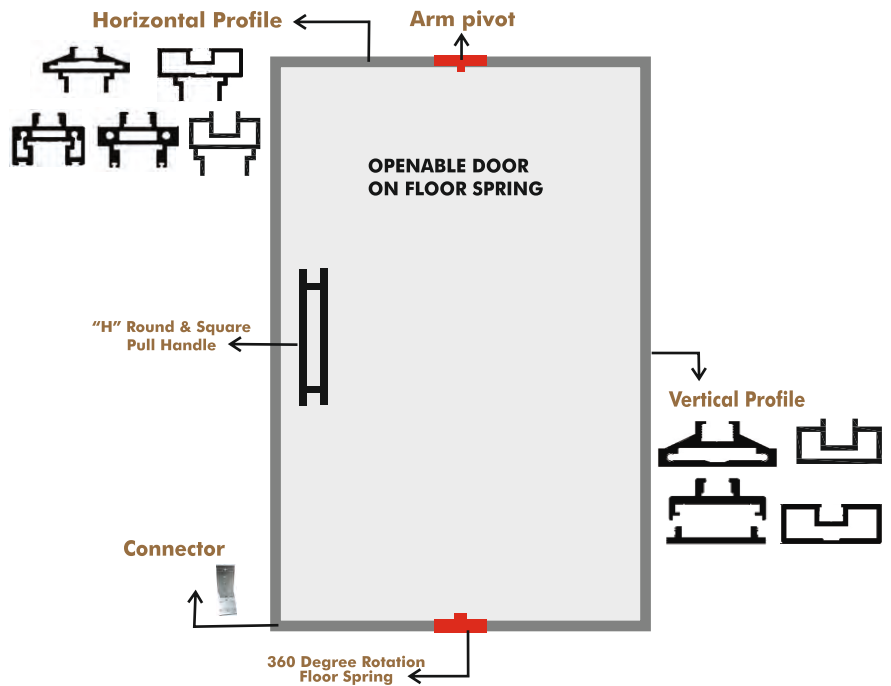 Horizontal Profile
Arm pivot
OPENABLE DOOR
ON FLOOR SPRING
“H” Round & Square
Pull Handle
Vertical Profile
Connector
360 Degree Rotation
Floor Spring